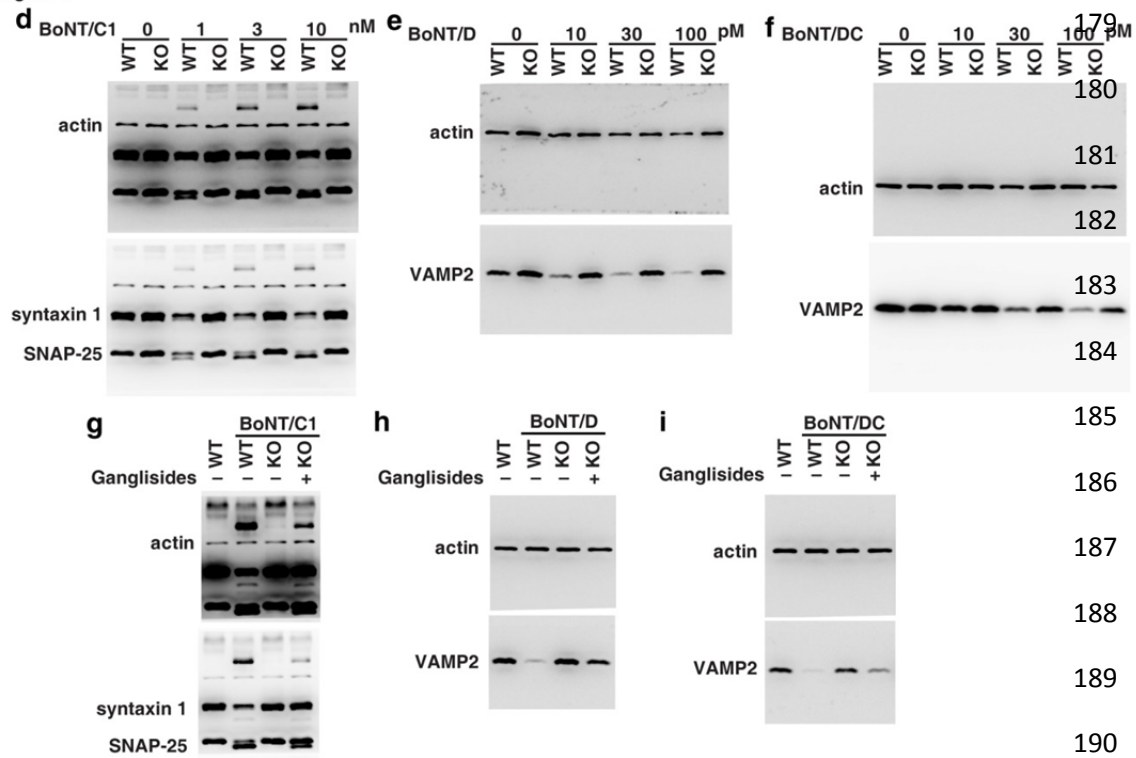 d BoNT/C1 0 1 3 10 nM
WT KO WT KO WT KO WT KO
actin
syntaxin 1
SNAP-25
e BoNT/D 0 10 30 100 pM
WT KO WT KO WT KO WT KO
actin
VAMP2
f BoNT/DC 0 10 30 100 pM
WT KO WT KO WT KO WT KO
actin
VAMP2
g BoNT/C1
WT WT KO KO
Ganglisides – – – +
actin
syntaxin 1
SNAP-25
h BoNT/D
WT WT KO KO
Ganglisides – – – +
actin
VAMP2
i BoNT/DC
WT WT KO KO
Ganglisides – – – +
actin
VAMP2
179
180
181
182
183
184
185
186
187
188
189
190